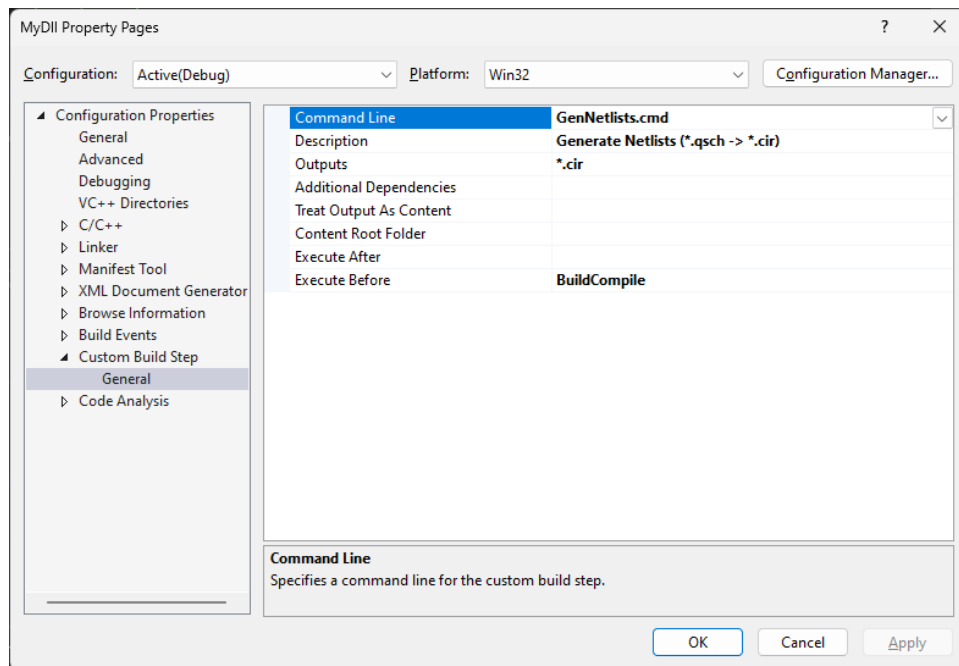 MyDll Property Pages ? ×
Configuration: Active(Debug) Platform: Win32 Configuration Manager...
Configuration Properties
General
Advanced
Debugging
VC++ Directories
C/C++
Linker
Manifest Tool
XML Document Generator
Browse Information
Build Events
Custom Build Step
General
Code Analysis
Command Line GenNetlists.cmd
Description Generate Netlists (*.qsch -> *.cir)
Outputs *.cir
Additional Dependencies
Treat Output As Content
Content Root Folder
Execute After
Execute Before BuildCompile
Command Line
Specifies a command line for the custom build step.
OK Cancel Apply